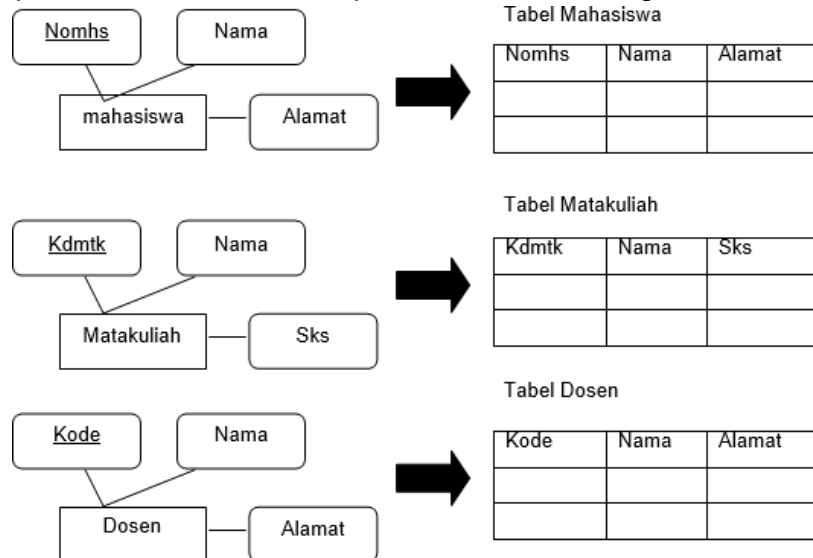 Tabel Mahasiswa
Nomhs Nama
Nomhs Nama Alamat
mahasiswa Alamat
Tabel Matakuliah
Kdmtk Nama
Kdmtk Nama Sks
Matakuliah Sks
Tabel Dosen
Kode Nama
Kode Nama Alamat
Dosen Alamat